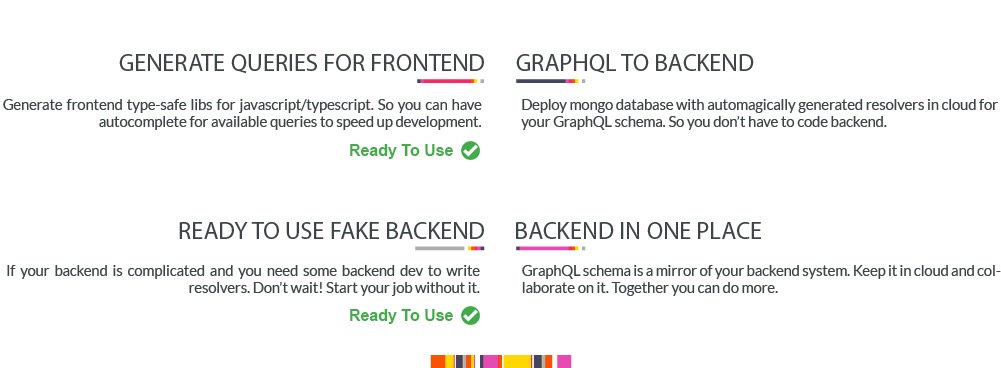 GENERATE QUERIES FOR FRONTEND
Generate frontend type-safe libs for javascript/typescript. So you can have
autocomplete for available queries to speed up development.
Ready To Use
GRAPHQL TO BACKEND
Deploy mongo database with automagically generated resolvers in cloud for
your GraphQL schema. So you don't have to code backend.
READY TO USE FAKE BACKEND
If your backend is complicated and you need some backend dev to write
resolvers. Don't wait! Start your job without it.
Ready To Use
BACKEND IN ONE PLACE
GraphQL schema is a mirror of your backend system. Keep it in cloud and col-
laborate on it. Together you can do more.